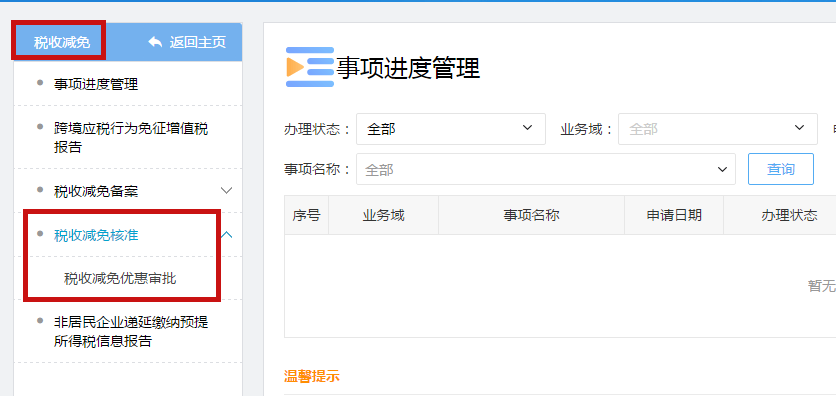 税收减免
返回主页
事项进度管理
跨境应税行为免征增值税
报告
税收减免备案
税收减免核准
税收减免优惠审批
非居民企业递延缴纳预提
所得税信息报告
事项进度管理
办理状态： 全部 业务域： 全部
事项名称： 全部 查询
序号 业务域 事项名称 申请日期 办理状态
暂无
温馨提示